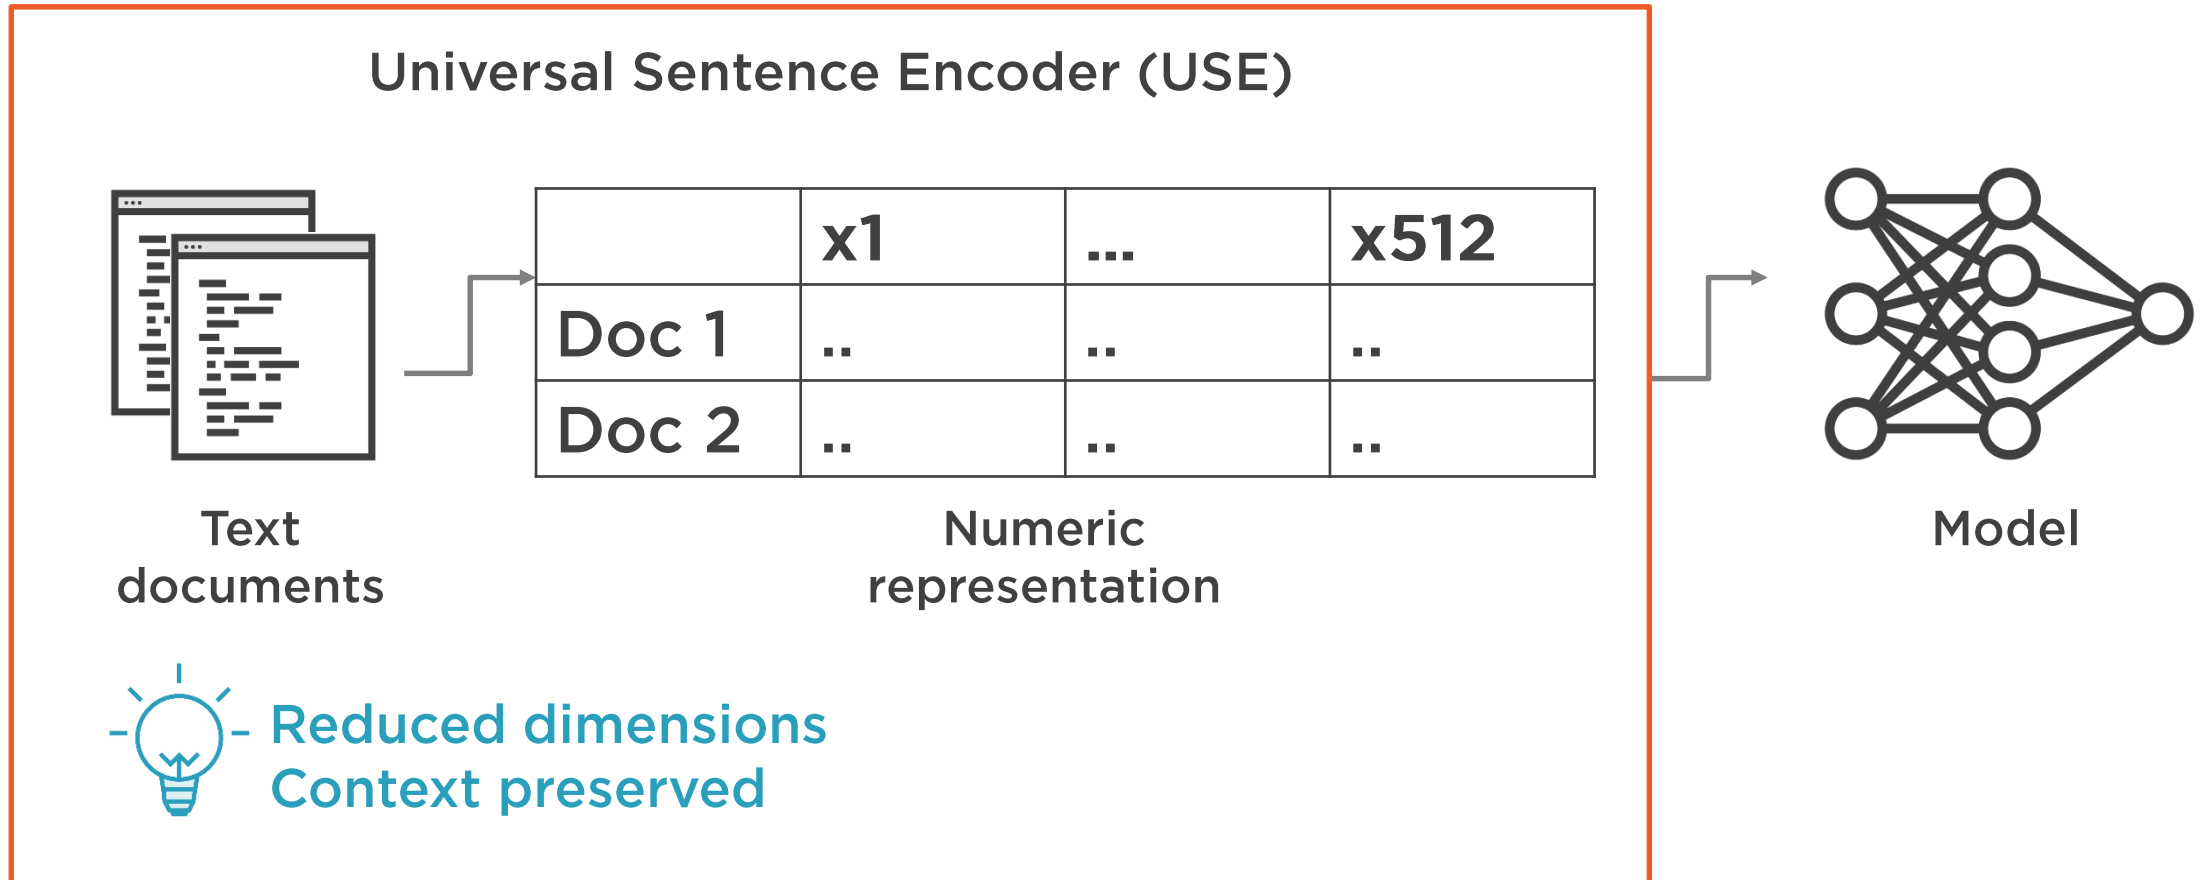 Universal Sentence Encoder (USE)
x1 ... x512
Doc 1 .. .. ..
Doc 2 .. .. ..
Text
documents
Numeric
representation
Model
Reduced dimensions
Context preserved